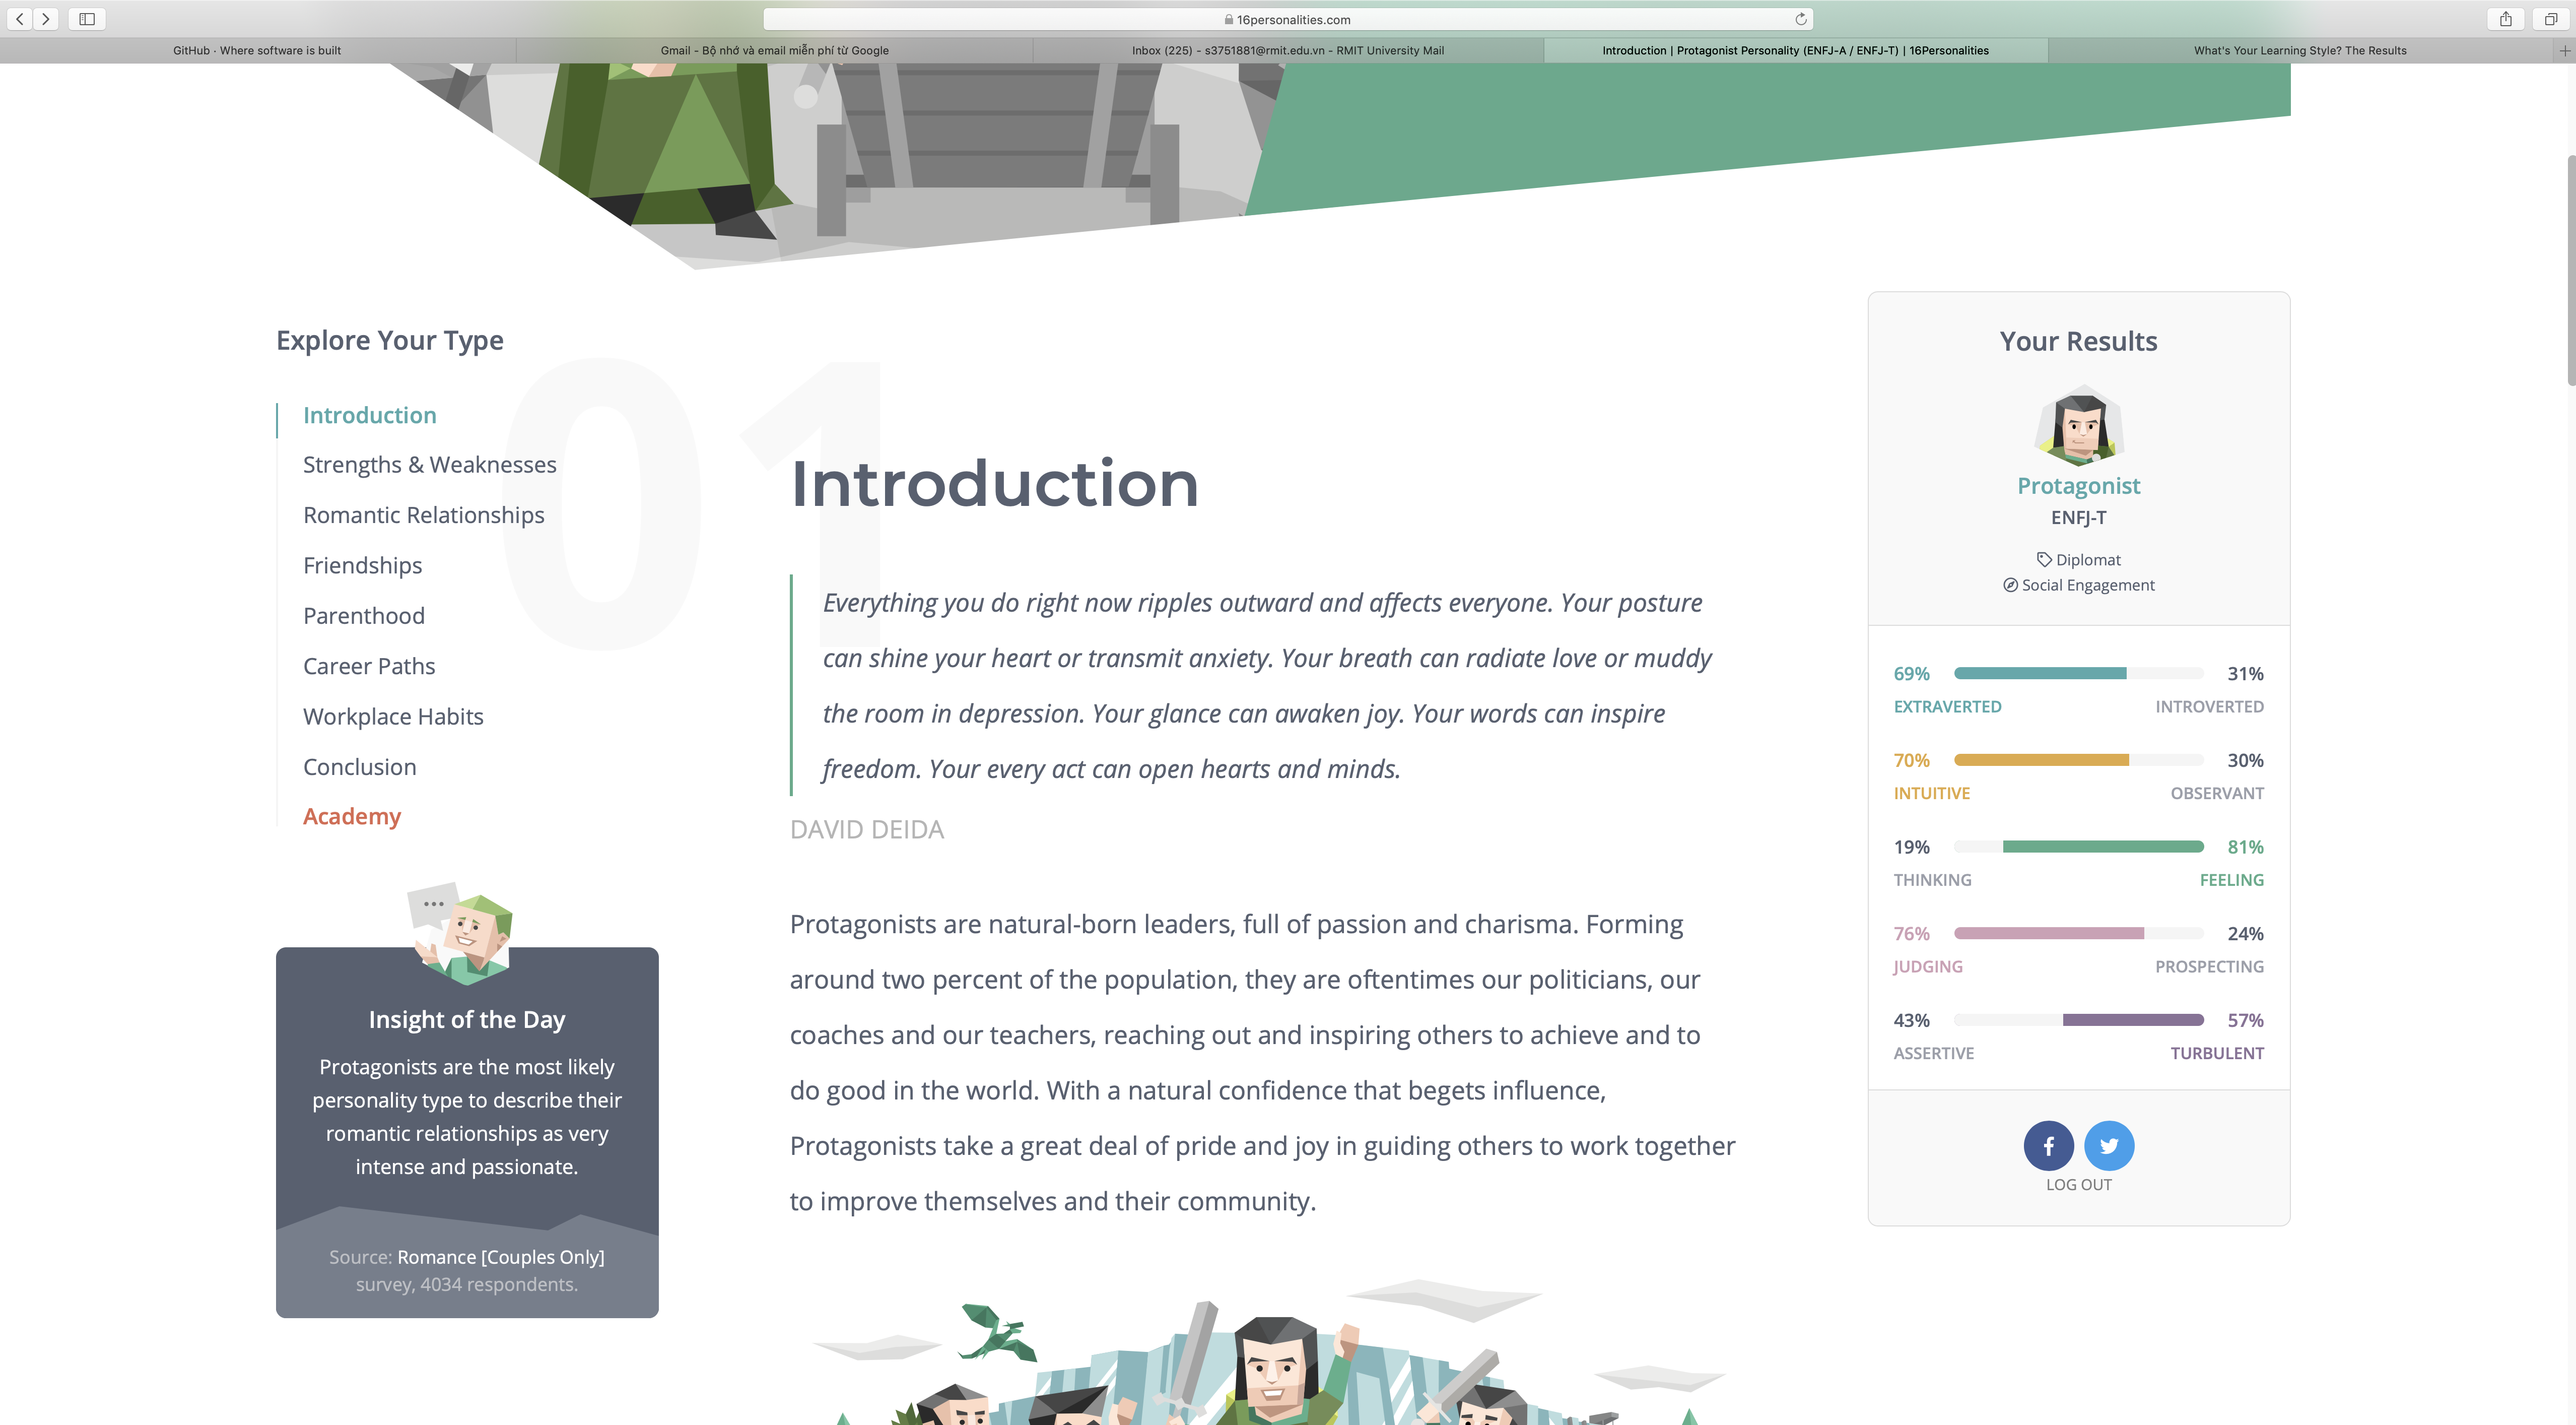 16personalities.com
GitHub · Where software is built
Gmail - Bộ nhớ và email miễn phí từ Google
Inbox (225) - s3751881@rmit.edu.vn - RMIT University Mail
Introduction | Protagonist Personality (ENFJ-A / ENFJ-T) | 16Personalities
What's Your Learning Style? The Results
Explore Your Type
Introduction
Strengths & Weaknesses
Romantic Relationships
Friendships
Parenthood
Career Paths
Workplace Habits
Conclusion
Academy
Insight of the Day
Protagonists are the most likely
personality type to describe their
romantic relationships as very
intense and passionate.
Source: Romance [Couples Only]
survey, 4034 respondents.
01
Introduction
Everything you do right now ripples outward and affects everyone. Your posture
can shine your heart or transmit anxiety. Your breath can radiate love or muddy
the room in depression. Your glance can awaken joy. Your words can inspire
freedom. Your every act can open hearts and minds.
DAVID DEIDA
Protagonists are natural-born leaders, full of passion and charisma. Forming
around two percent of the population, they are oftentimes our politicians, our
coaches and our teachers, reaching out and inspiring others to achieve and to
do good in the world. With a natural confidence that begets influence,
Protagonists take a great deal of pride and joy in guiding others to work together
to improve themselves and their community.
Your Results
Protagonist
ENFJ-T
Diplomat
Social Engagement
69% 31%
EXTRAVERTED INTROVERTED
70% 30%
INTUITIVE OBSERVANT
19% 81%
THINKING FEELING
76% 24%
JUDGING PROSPECTING
43% 57%
ASSERTIVE TURBULENT
LOG OUT